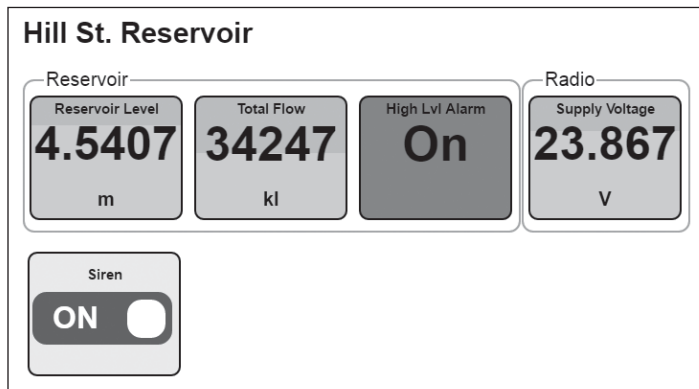 Hill St. Reservoir
Reservoir
Radio
Reservoir Level
4.5407
m
Total Flow
34247
kl
High Lvl Alarm
On
Supply Voltage
23.867
V
Siren
ON